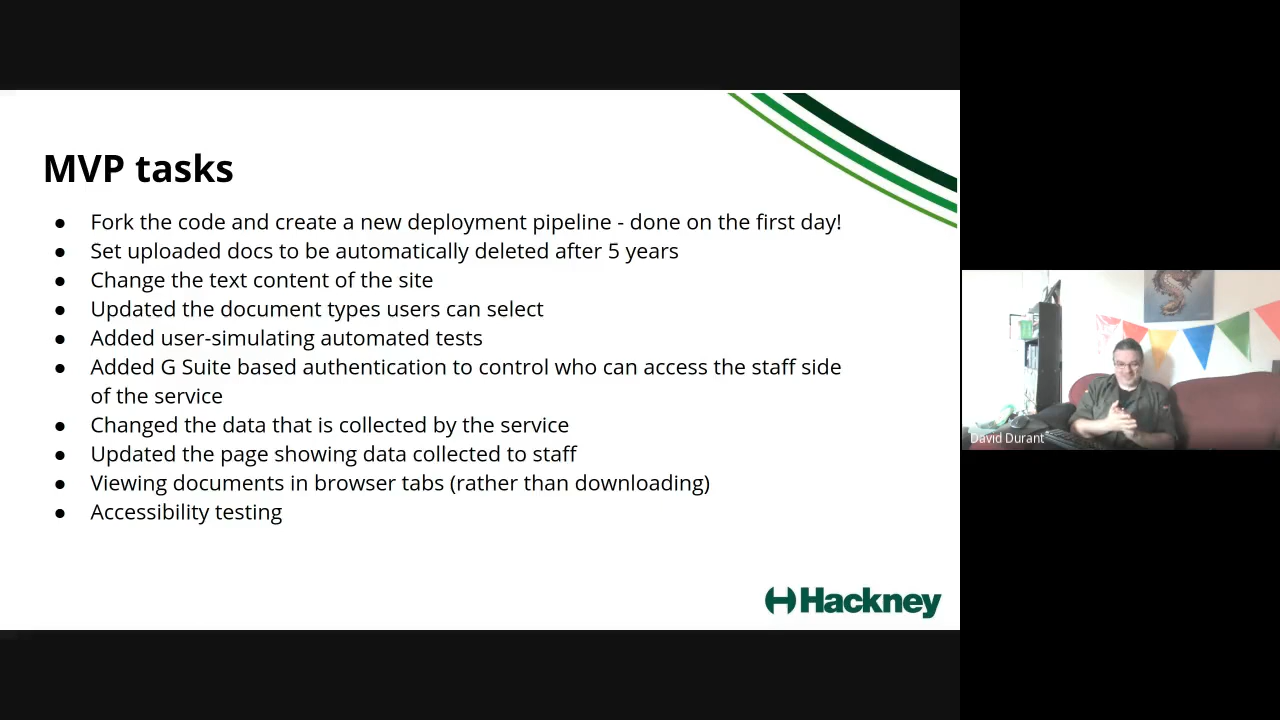 MVP tasks
● Fork the code and create a new deployment pipeline - done on the first day!
● Set uploaded docs to be automatically deleted after 5 years
● Change the text content of the site
● Updated the document types users can select
● Added user-simulating automated tests
● Added G Suite based authentication to control who can access the staff side
of the service
● Changed the data that is collected by the service
● Updated the page showing data collected to staff
● Viewing documents in browser tabs (rather than downloading)
● Accessibility testing
Hackney
David Durant